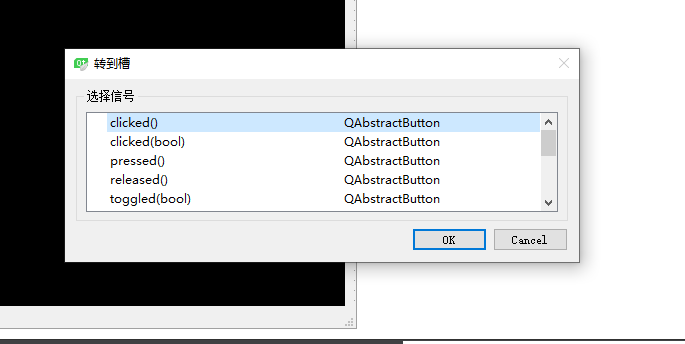 转到槽
选择信号
clicked() QAbstractButton
clicked(bool) QAbstractButton
pressed() QAbstractButton
released() QAbstractButton
toggled(bool) QAbstractButton
OK Cancel